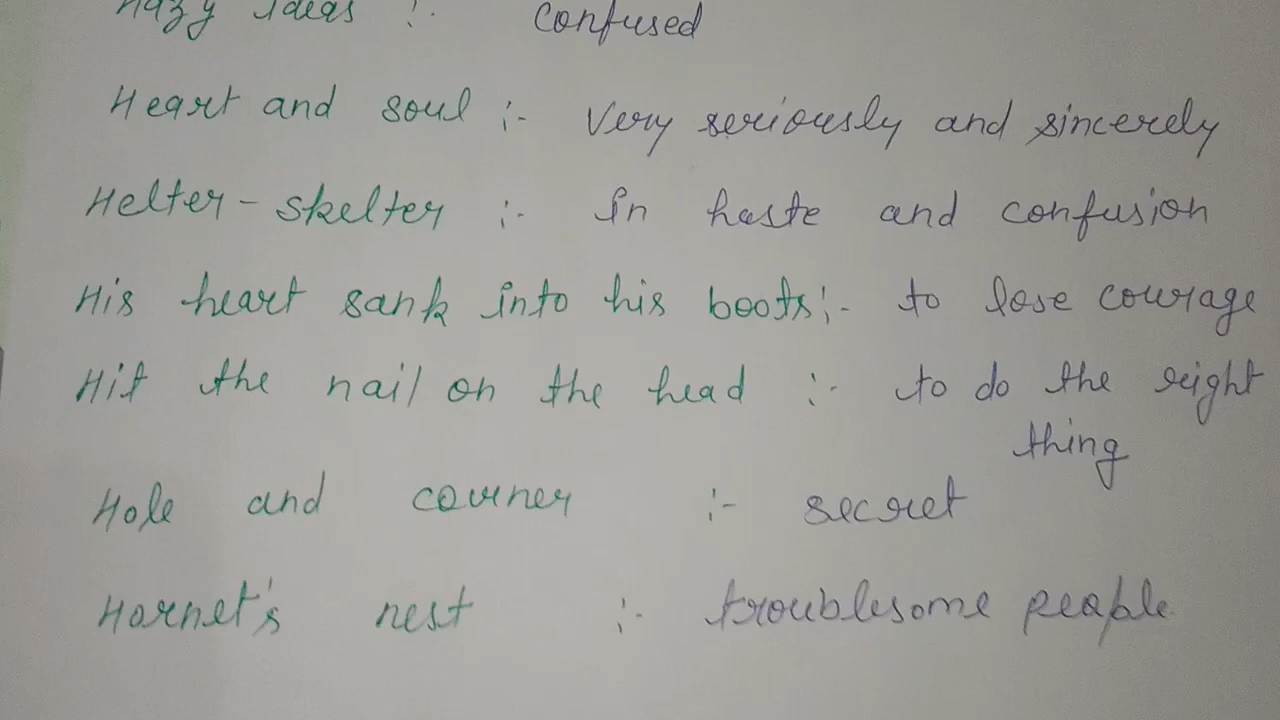 Hazy ideas :- Confused
Heart and soul :- Very seriously and sincerely
Helter-skelter :- In haste and confusion
His heart sank into his boots :- to lose courage
Hit the nail on the head :- to do the right
thing
Hole and corner :- secret
Hornet's nest :- troublesome people